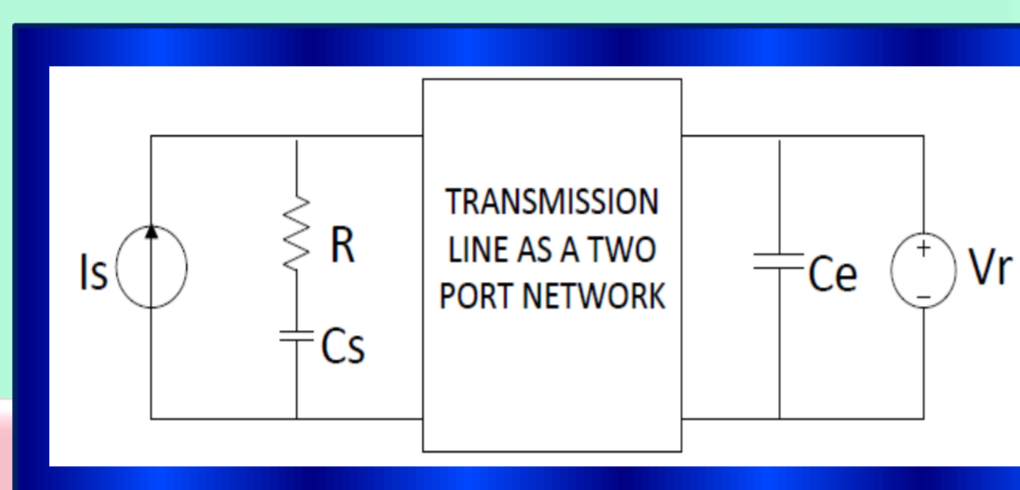 TRANSMISSION
LINE AS A TWO
PORT NETWORK
Is
R
Cs
Ce
+
−
Vr